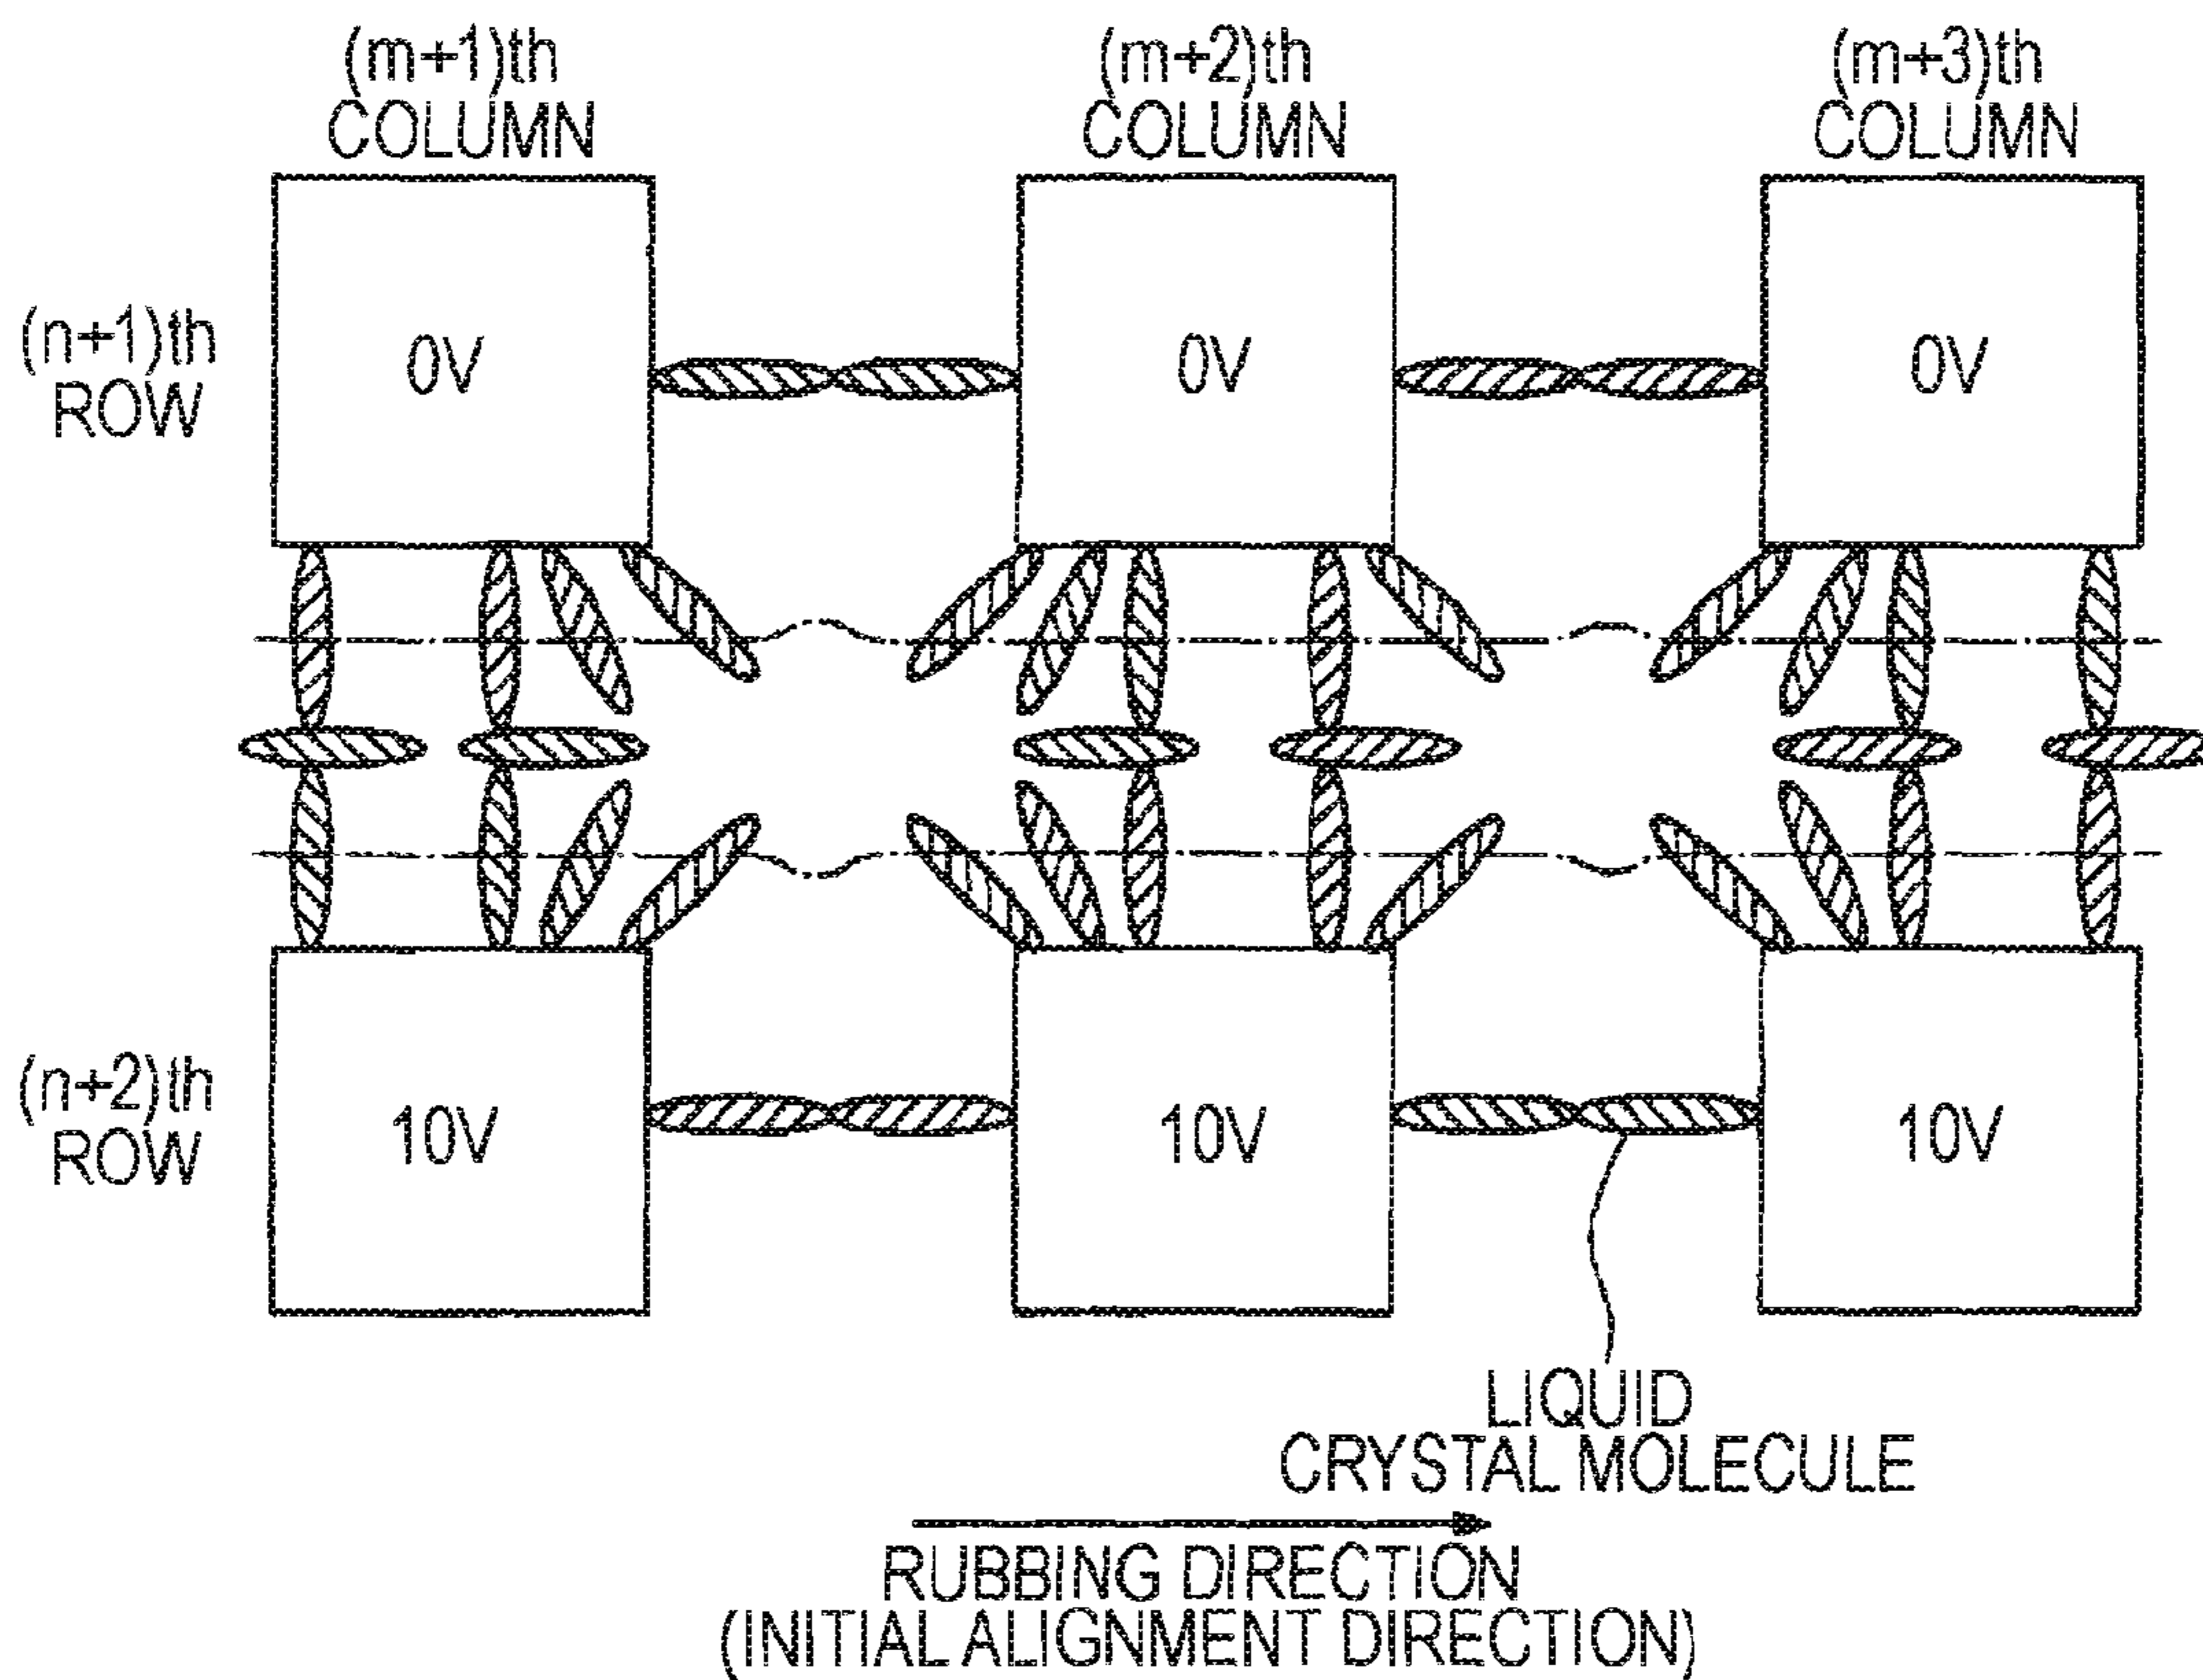 (m+1)th
COLUMN
(m+2)th
COLUMN
(m+3)th
COLUMN
(n+1)th
ROW
0V
0V
0V
(n+2)th
ROW
10V
10V
10V
LIQUID
CRYSTAL MOLECULE
RUBBING DIRECTION
(INITIAL ALIGNMENT DIRECTION)